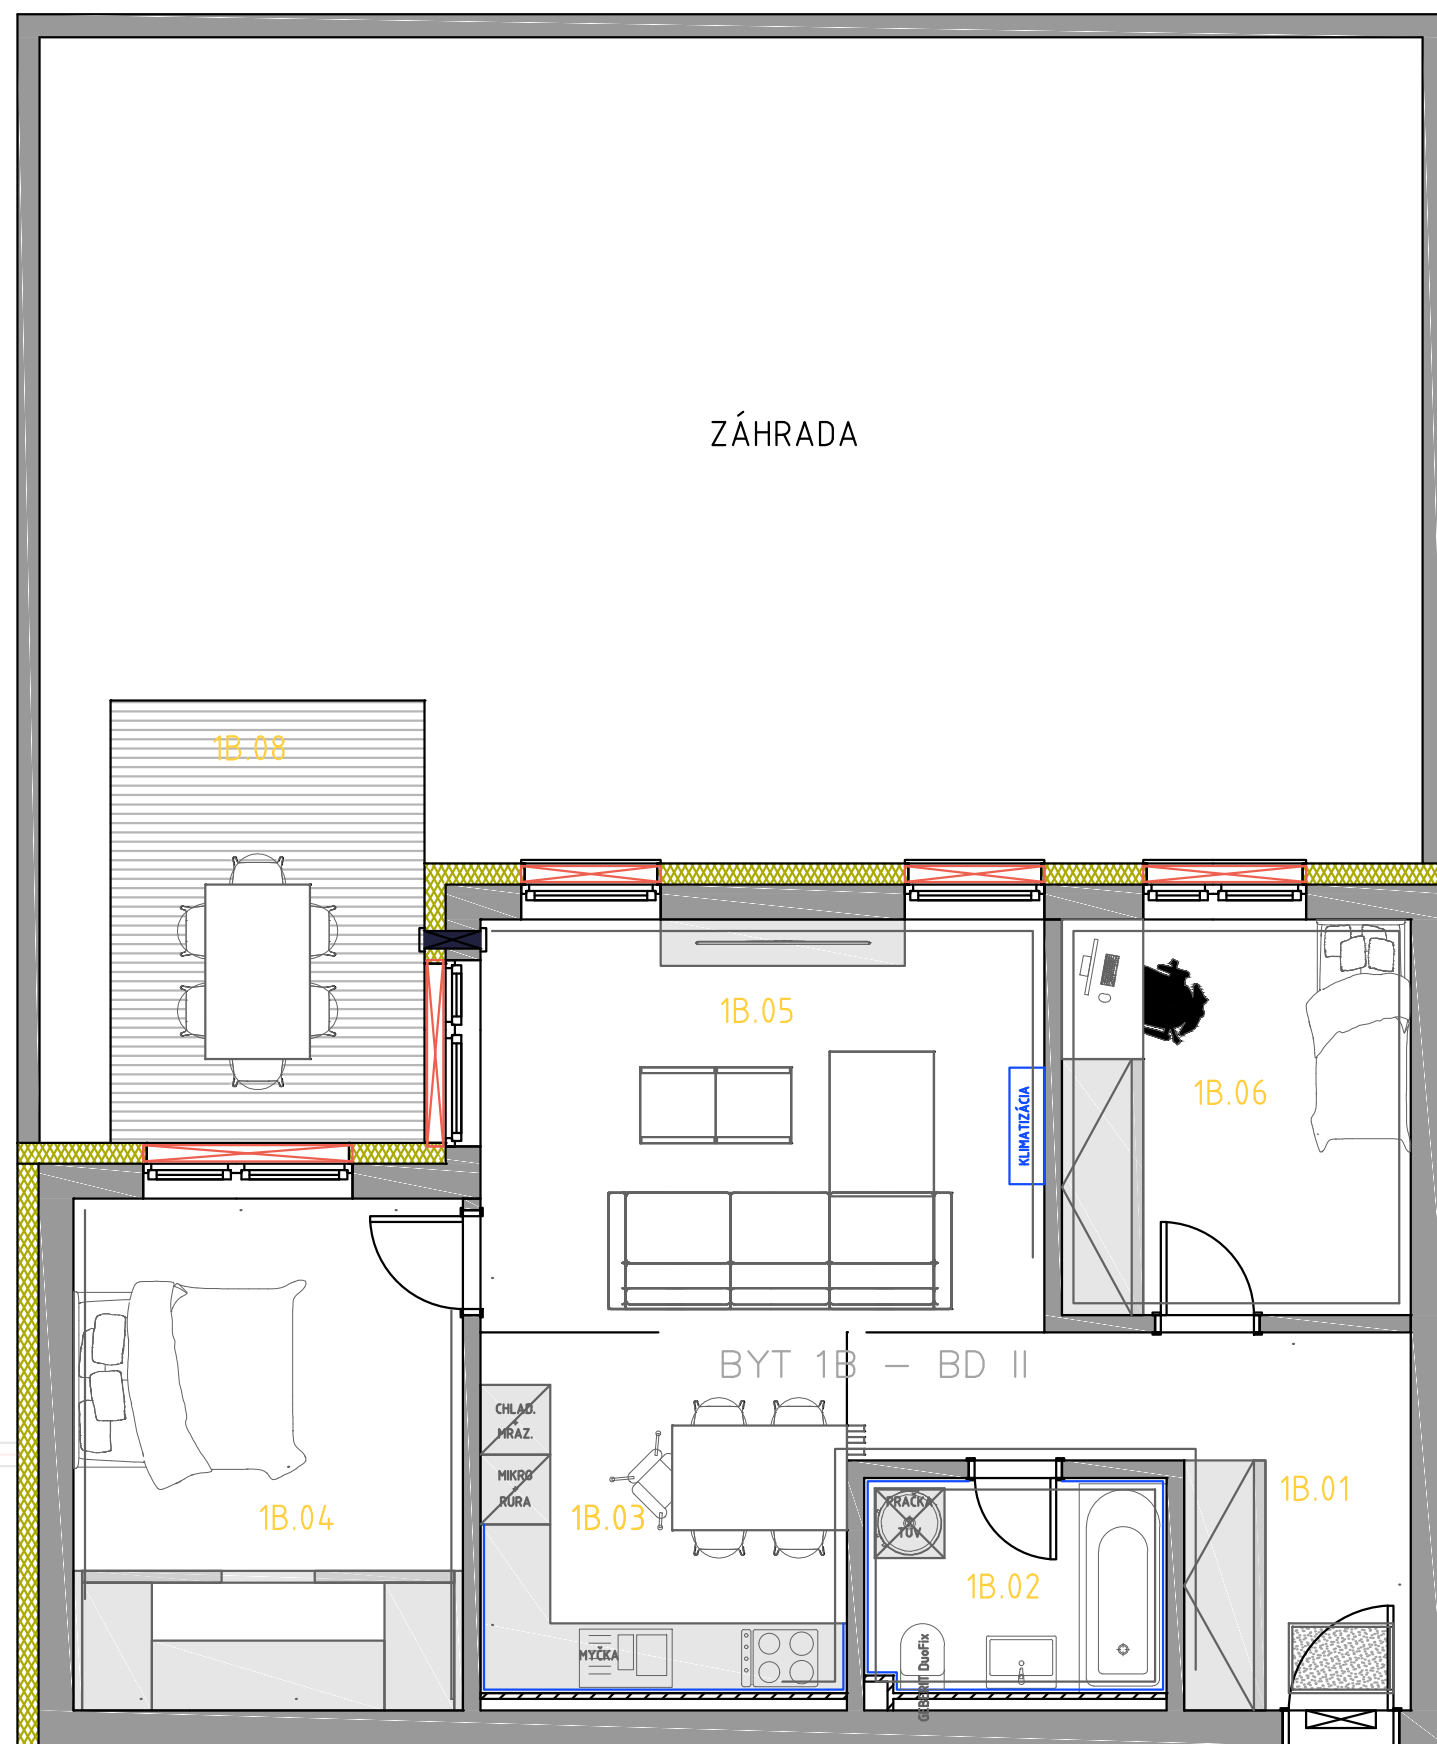 ZÁHRADA
1B.08
1B.05
1B.06
KLIMATIZÁCIA
BYT 1B – BD II
CHLAD.
+
MRAZ.
MIKRO
+
RÚRA
1B.03
1B.04
PRAČKA
+
TUV
1B.02
1B.01
MYČKA
GEBERIT DuoFix